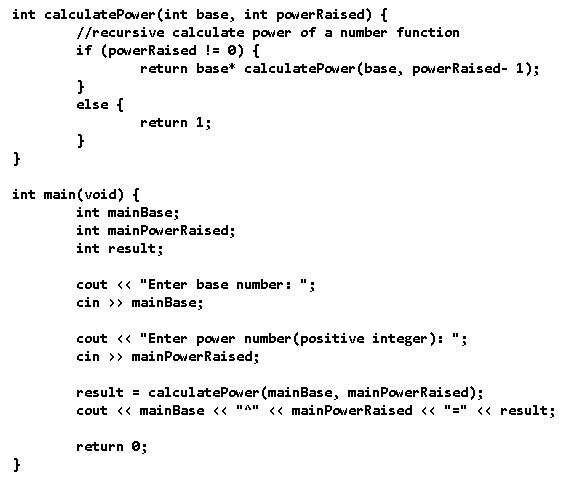 int calculatePower(int base, int powerRaised) {
//recursive calculate power of a number function
if (powerRaised != 0) {
return base* calculatePower(base, powerRaised- 1);
}
else {
return 1;
}
}
int main(void) {
int mainBase;
int mainPowerRaised;
int result;
cout << "Enter base number: ";
cin >> mainBase;
cout << "Enter power number(positive integer): ";
cin >> mainPowerRaised;
result = calculatePower(mainBase, mainPowerRaised);
cout << mainBase << "^" << mainPowerRaised << "=" << result;
return 0;
}